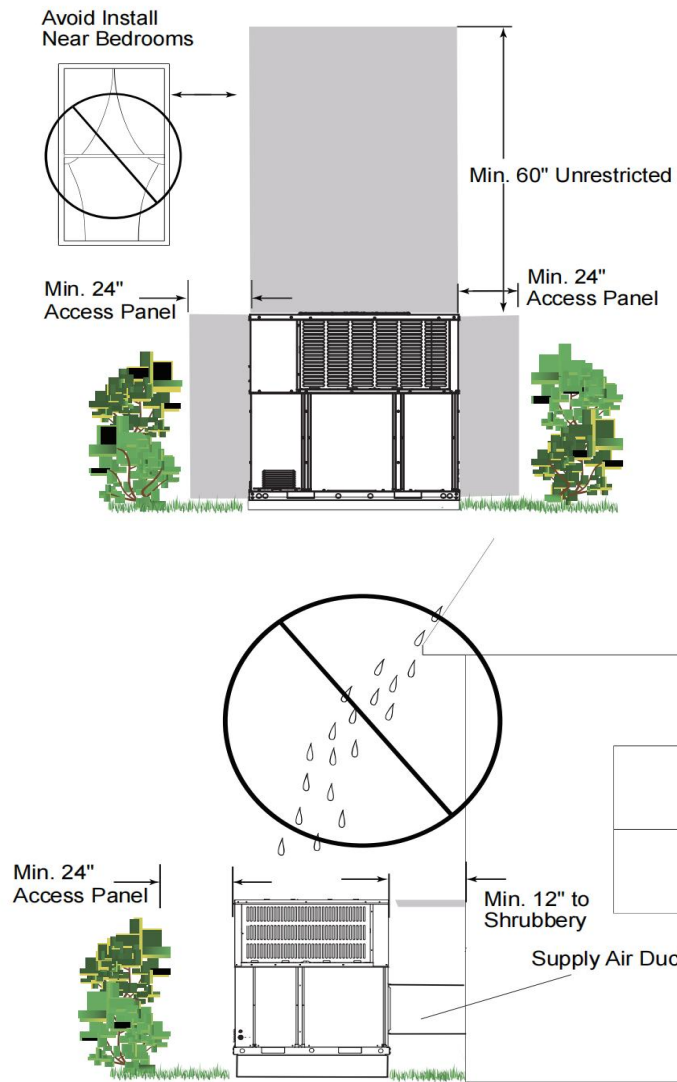 Avoid Install
Near Bedrooms
Min. 60" Unrestricted
Min. 24"
Access Panel
Min. 24"
Access Panel
Min. 24"
Access Panel
Min. 12" to
Shrubbery
Supply Air Duc